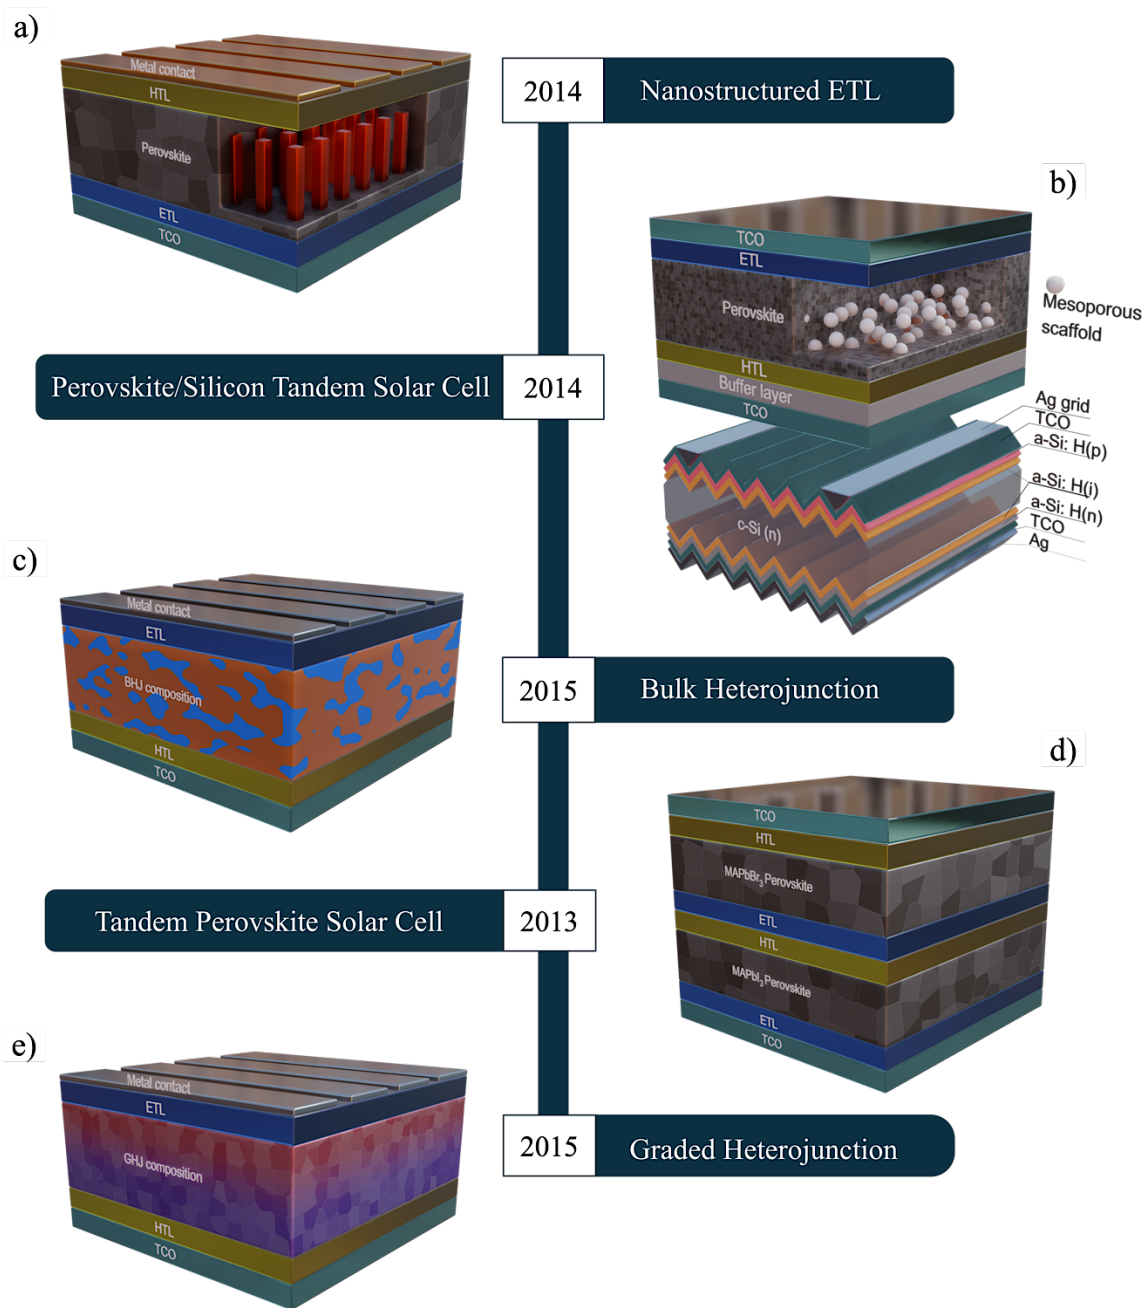 a)
Metal contact
HTL
Perovskite
ETL
TCO
2014
Nanostructured ETL
b)
TCO
ETL
Perovskite
HTL
Buffer layer
TCO
Mesoporous
scaffold
Ag grid
TCO
a-Si: H(p)
a-Si: H(i)
a-Si: H(n)
TCO
Ag
c-Si (n)
Perovskite/Silicon Tandem Solar Cell
2014
c)
Metal contact
ETL
BHJ composition
HTL
TCO
2015
Bulk Heterojunction
d)
TCO
HTL
MAPbBr₃ Perovskite
ETL
HTL
MAPbI₃ Perovskite
ETL
TCO
Tandem Perovskite Solar Cell
2013
e)
Metal contact
ETL
GHJ composition
HTL
TCO
2015
Graded Heterojunction